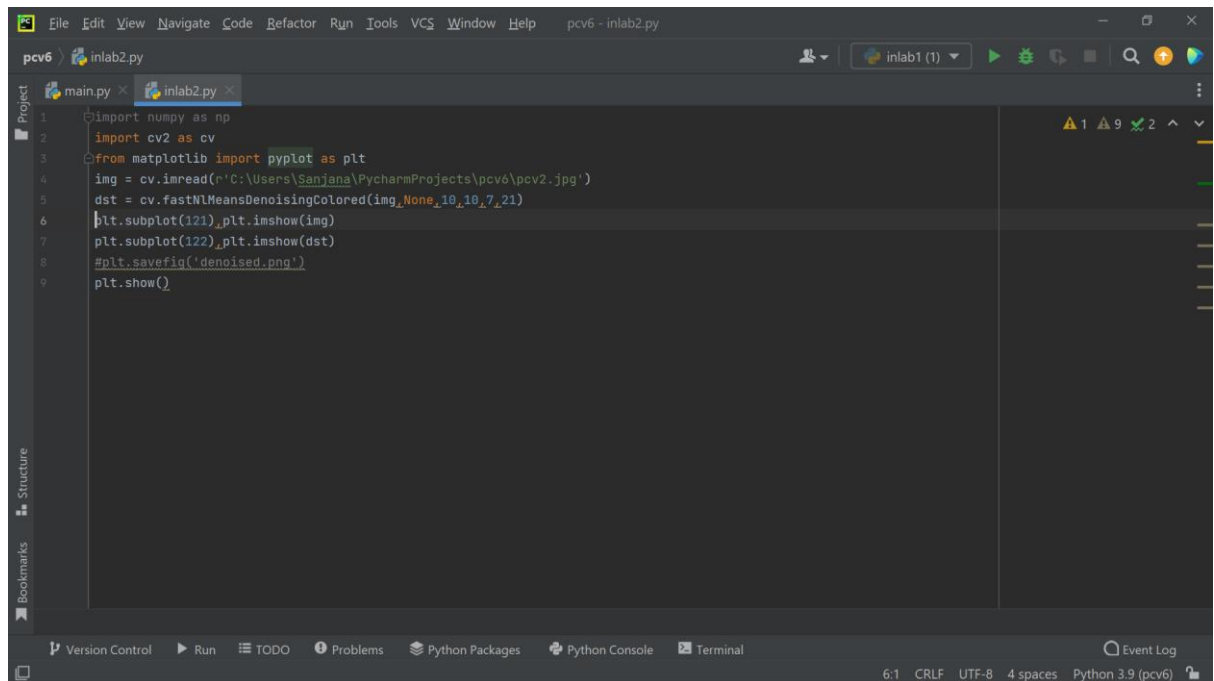 File Edit View Navigate Code Refactor Run Tools VCS Window Help pcv6 - inlab2.py
pcv6 inlab2.py inlab1 (1)
Project main.py inlab2.py
1 import numpy as np 1 9 2
2 import cv2 as cv
3 from matplotlib import pyplot as plt
4 img = cv.imread(r'C:\Users\Sanjana\PycharmProjects\pcv6\pcv2.jpg')
5 dst = cv.fastNlMeansDenoisingColored(img,None,10,10,7,21)
6 plt.subplot(121),plt.imshow(img)
7 plt.subplot(122),plt.imshow(dst)
8 #plt.savefig('denoised.png')
9 plt.show()
Structure
Bookmarks
Version Control Run TODO Problems Python Packages Python Console Terminal Event Log
6:1 CRLF UTF-8 4 spaces Python 3.9 (pcv6)